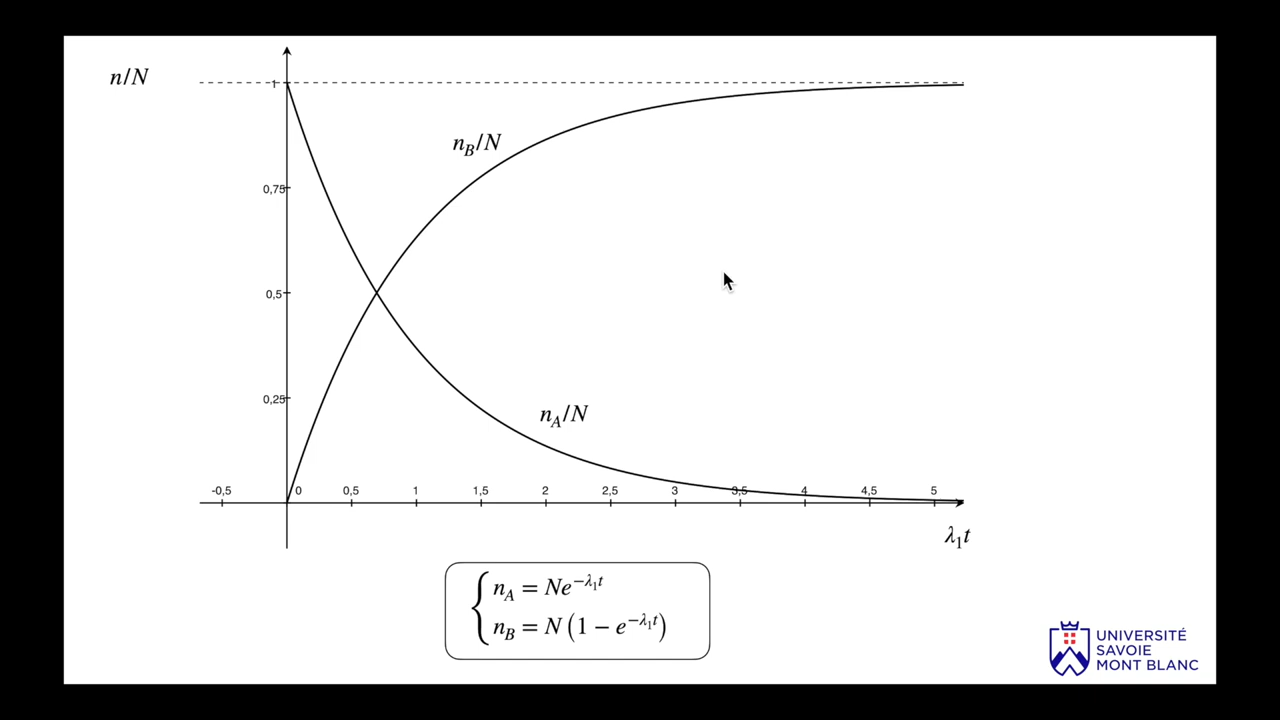 n/N
1
n_B/N
0,75
0,5
0,25
n_A/N
-0,5 0 0,5 1 1,5 2 2,5 3 3,5 4 4,5 5
λ₁t
n_A = Ne^{−λ₁t}
n_B = N(1 − e^{−λ₁t})
UNIVERSITÉ
SAVOIE
MONT BLANC